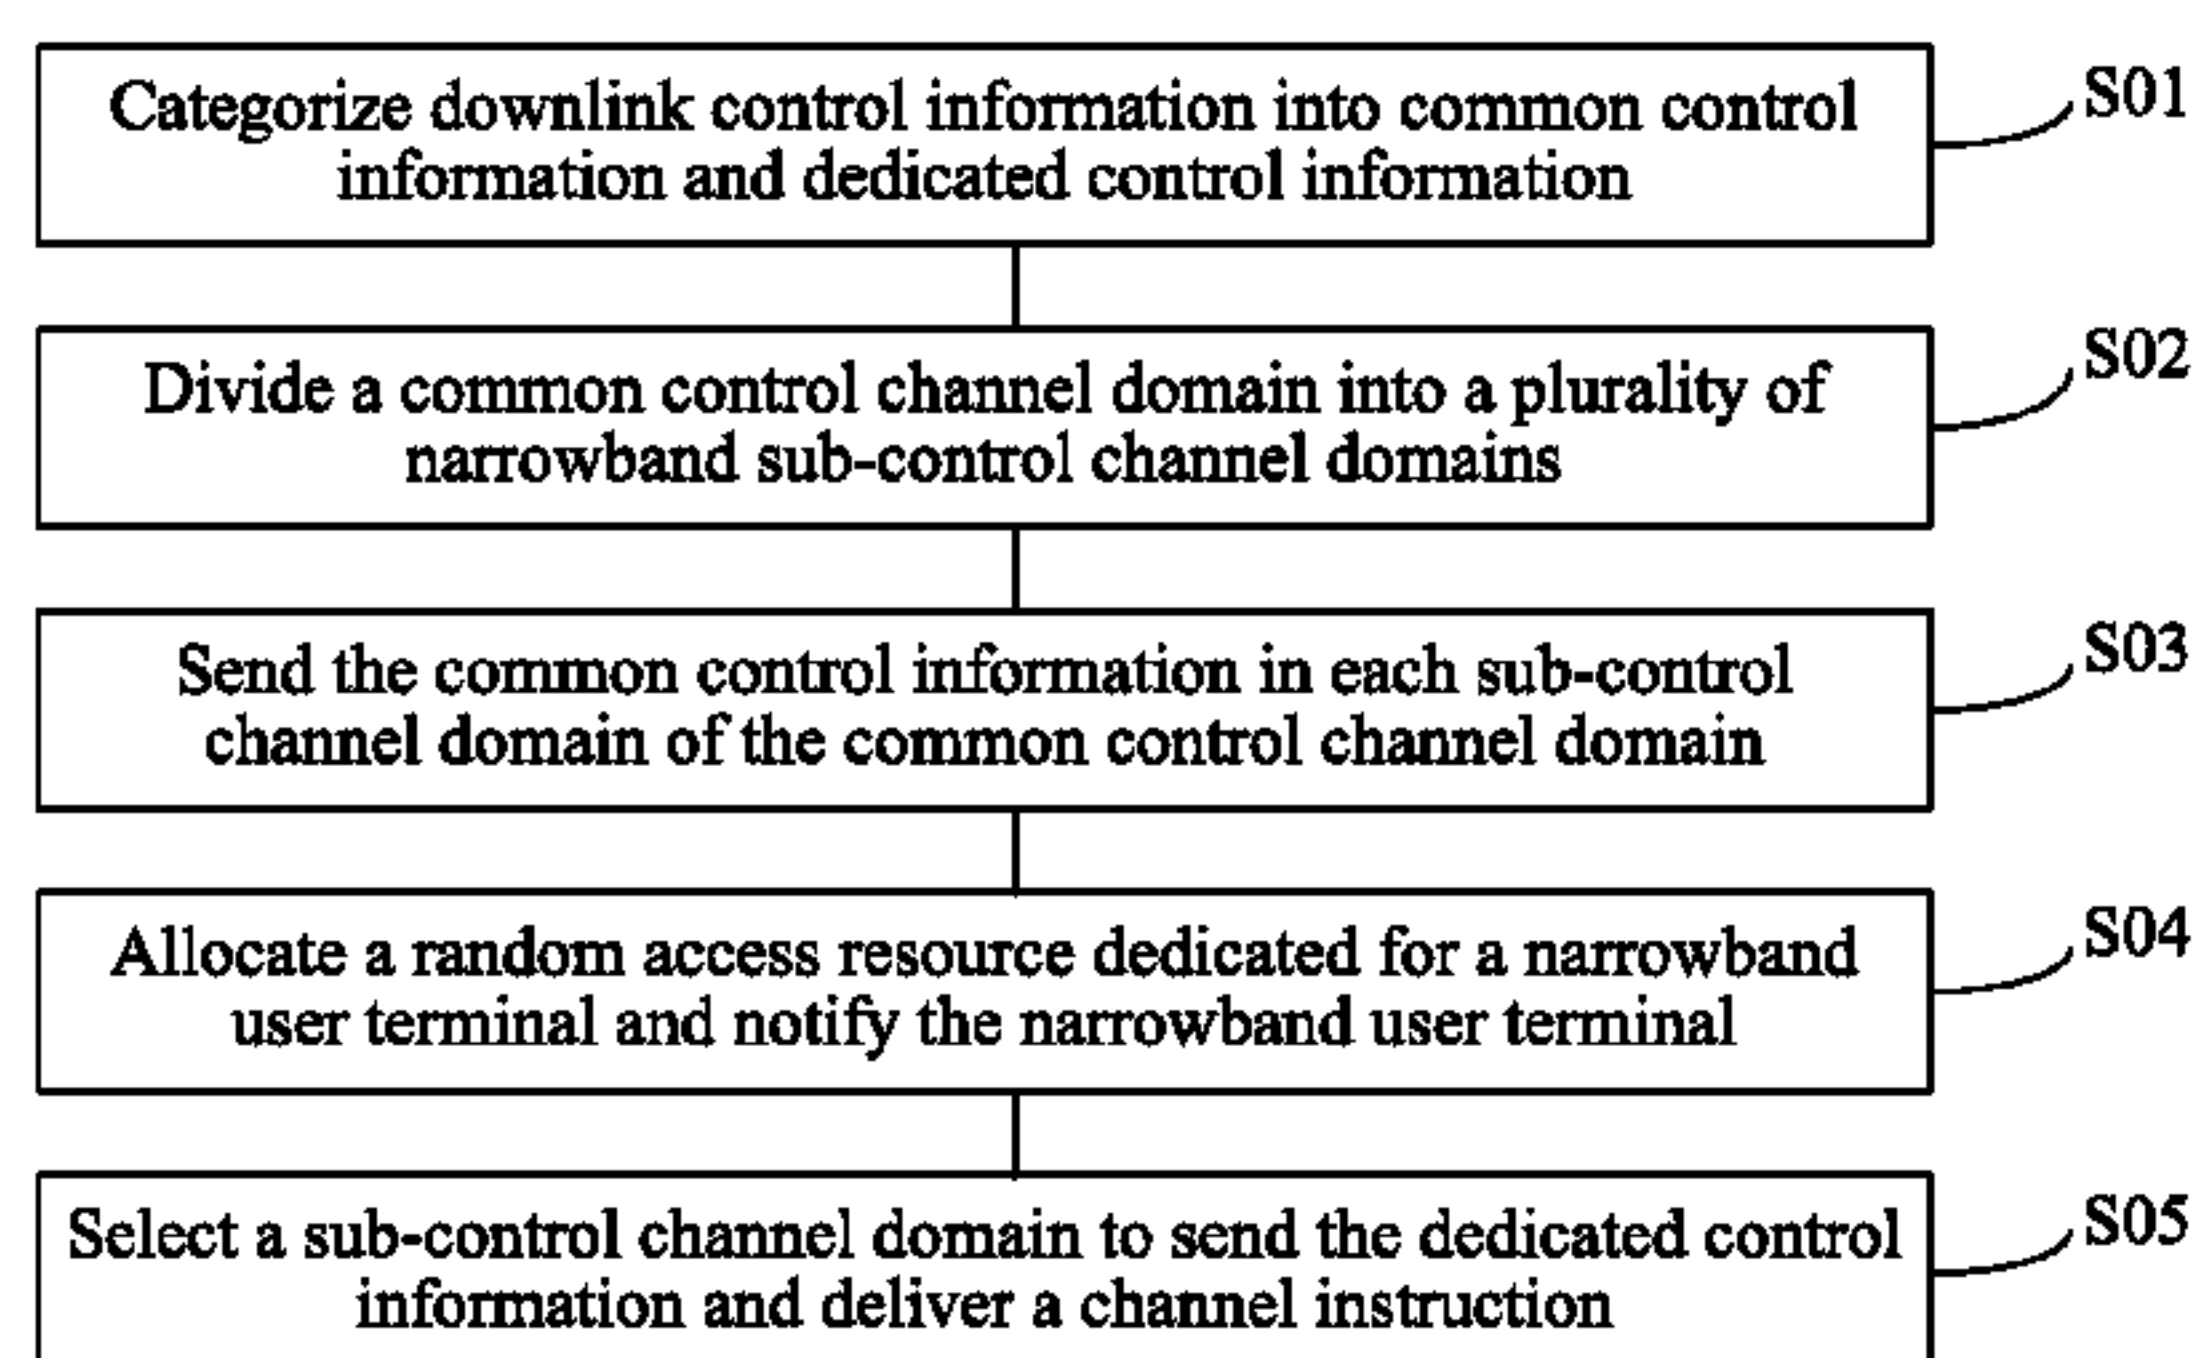 Categorize downlink control information into common control
information and dedicated control information
S01
Divide a common control channel domain into a plurality of
narrowband sub-control channel domains
S02
Send the common control information in each sub-control
channel domain of the common control channel domain
S03
Allocate a random access resource dedicated for a narrowband
user terminal and notify the narrowband user terminal
S04
Select a sub-control channel domain to send the dedicated control
information and deliver a channel instruction
S05